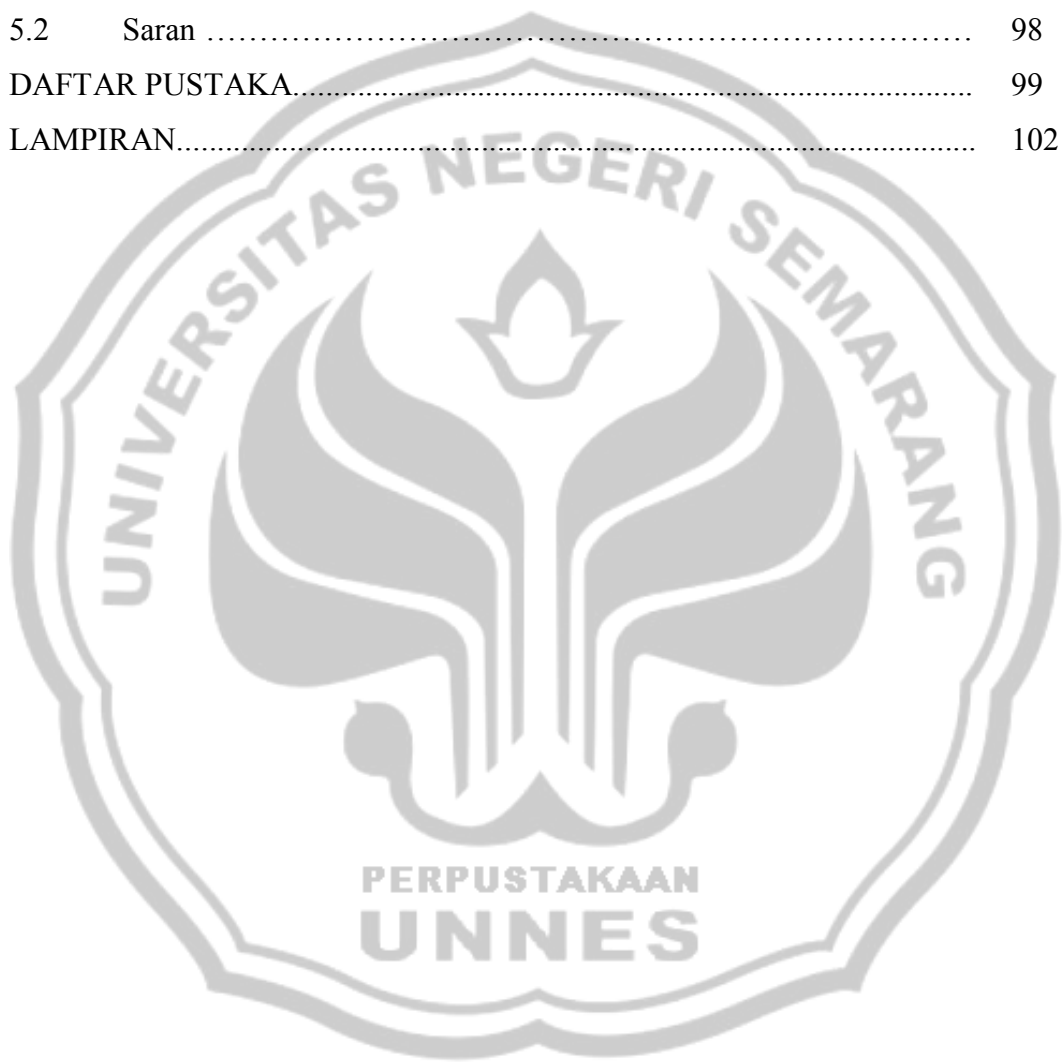 5.2 Saran ………………………………………………………………… 98
DAFTAR PUSTAKA.................................................................................. 99
LAMPIRAN................................................................................................ 102
UNIVERSITAS NEGERI SEMARANG
PERPUSTAKAAN
UNNES